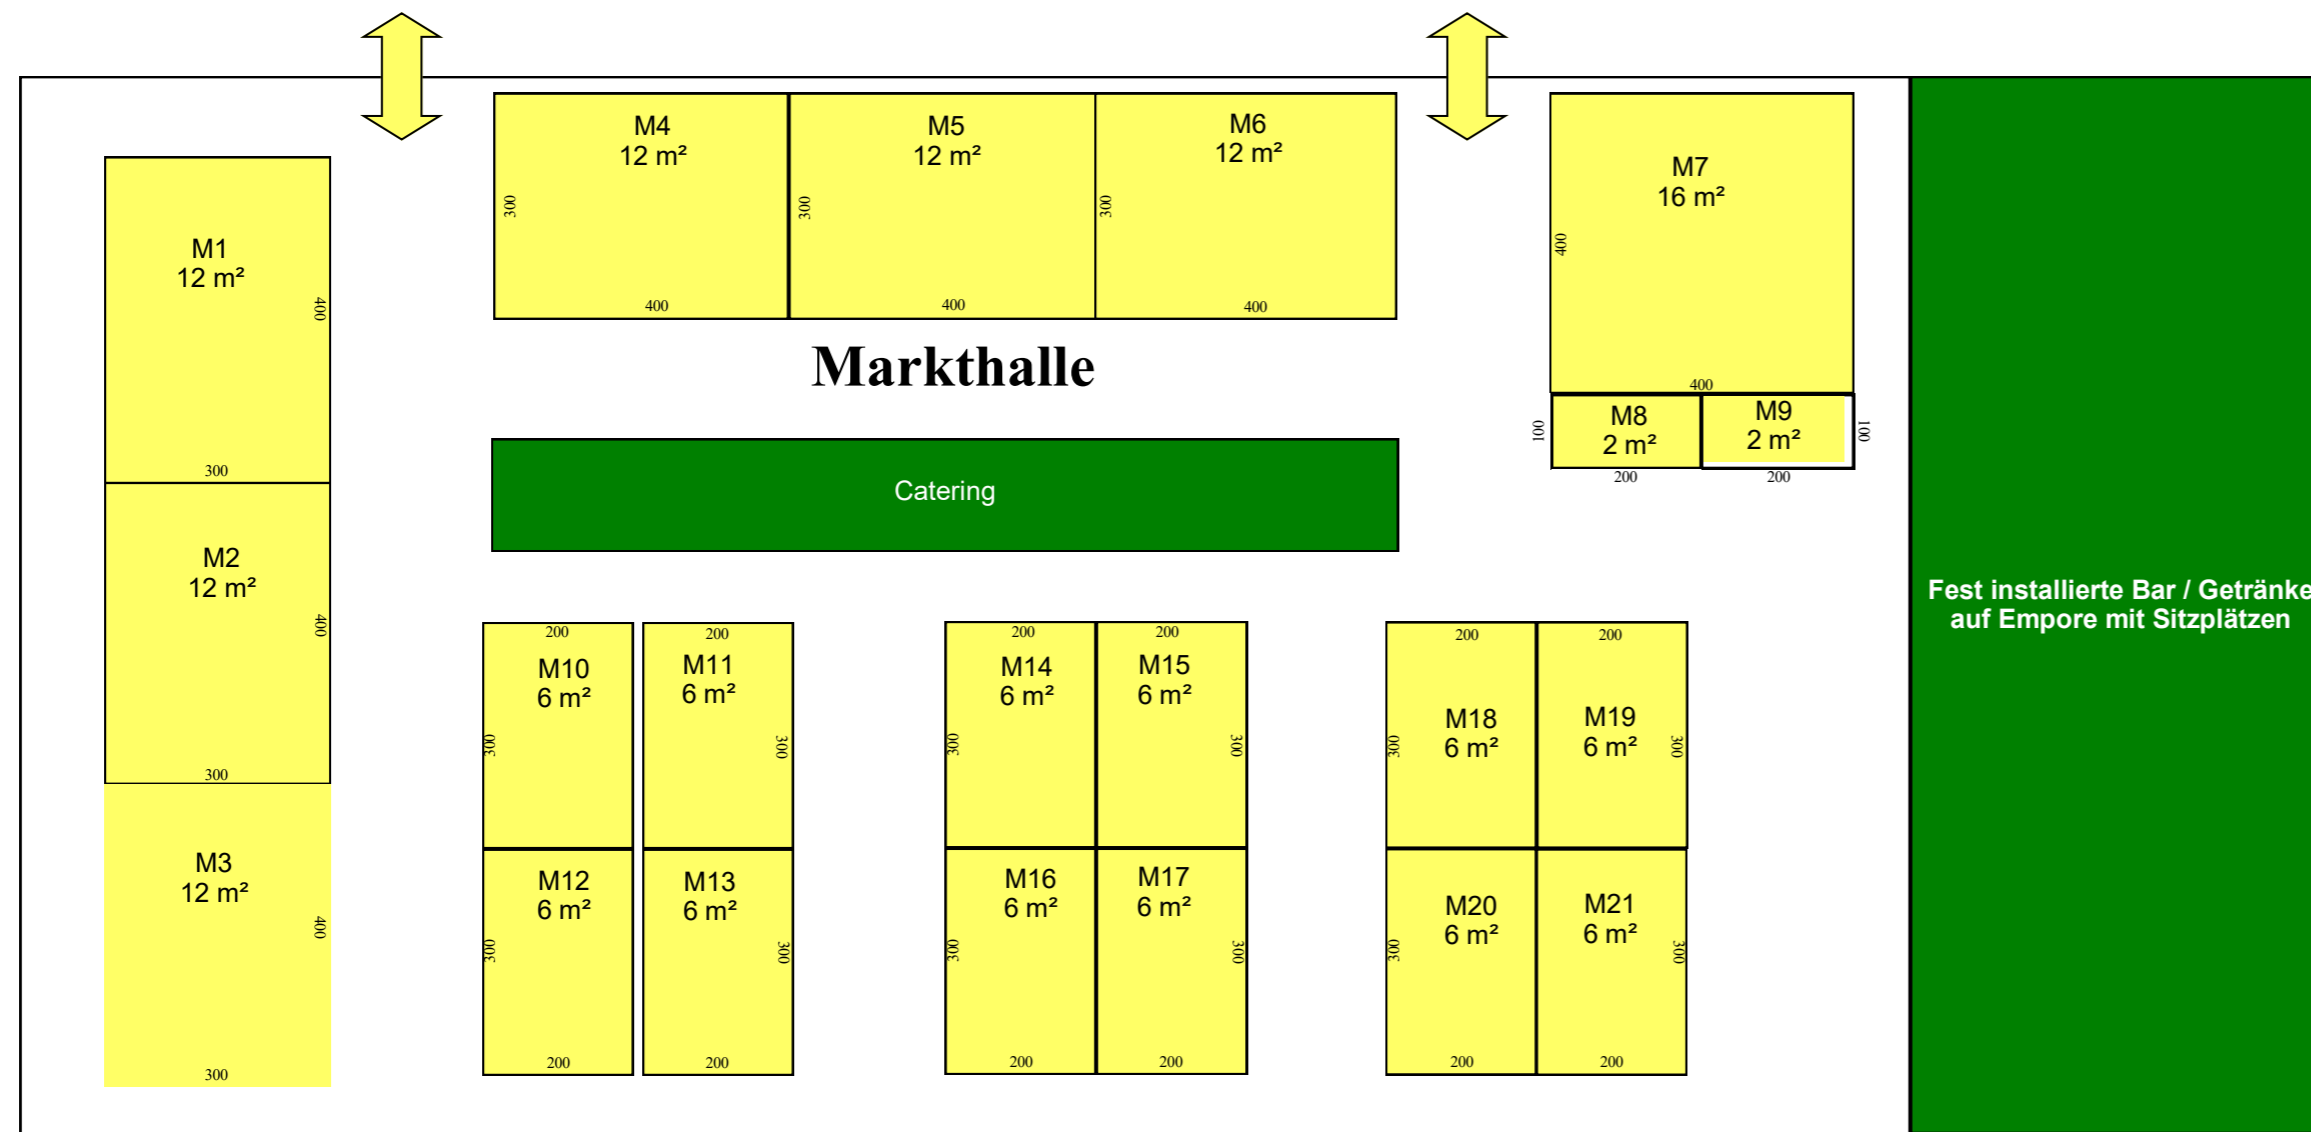 M4
12 m²
300
400
M5
12 m²
300
400
M6
12 m²
300
400
M7
16 m²
400
400
M1
12 m²
400
300
Markthalle
M8
2 m²
100
200
M9
2 m²
100
200
Catering
M2
12 m²
400
300
Fest installierte Bar / Getränke
auf Empore mit Sitzplätzen
200
M10
6 m²
300
200
M11
6 m²
300
200
M14
6 m²
300
200
M15
6 m²
300
200
M18
6 m²
300
200
M19
6 m²
300
M3
12 m²
400
300
M12
6 m²
300
200
M13
6 m²
300
200
M16
6 m²
300
200
M17
6 m²
300
200
M20
6 m²
300
200
M21
6 m²
300
200